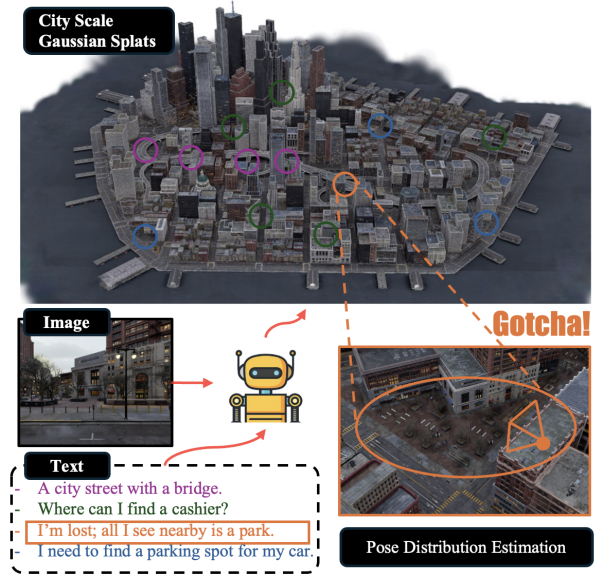 City Scale
Gaussian Splats
Image
Gotcha!
Text
- A city street with a bridge.
- Where can I find a cashier?
- I'm lost; all I see nearby is a park.
- I need to find a parking spot for my car.
Pose Distribution Estimation